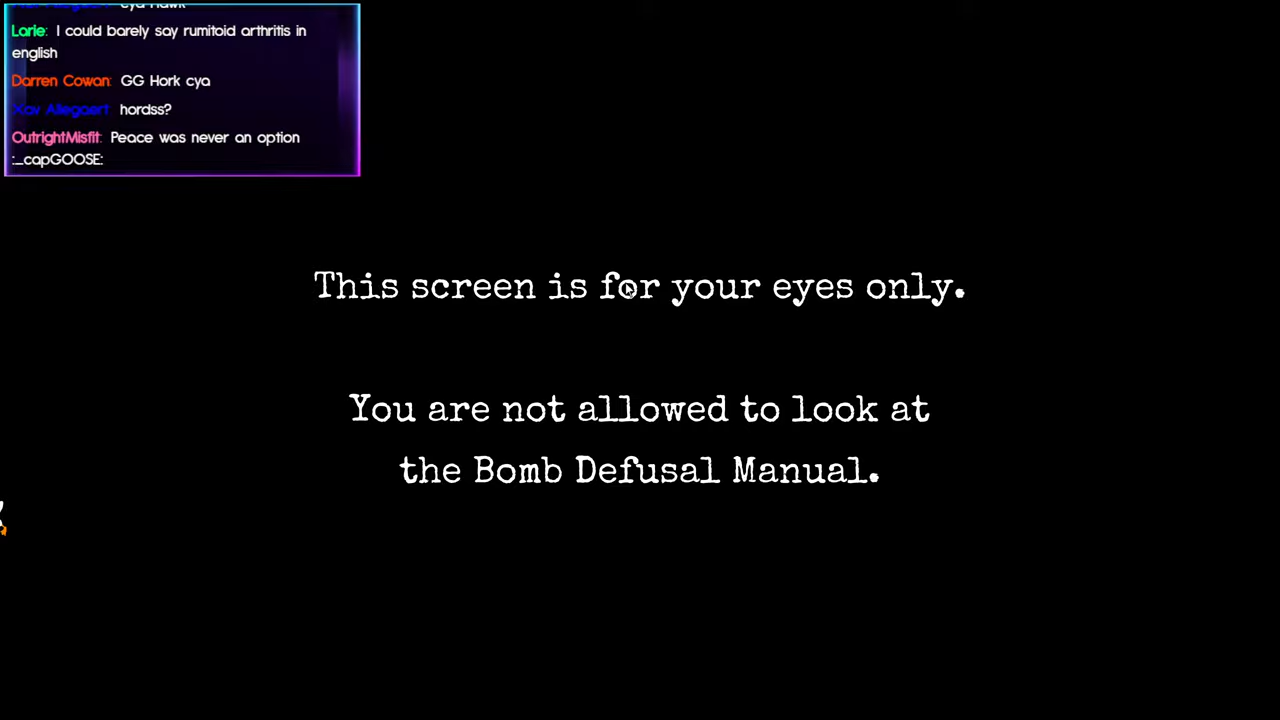 Larie: I could barely say rumitoid arthritis in
english
Darren Cowan: GG Hork cya
Xav Allegaert: hordss?
OutrightMisfit: Peace was never an option
:_capGOOSE:
This screen is for your eyes only.
You are not allowed to look at
the Bomb Defusal Manual.